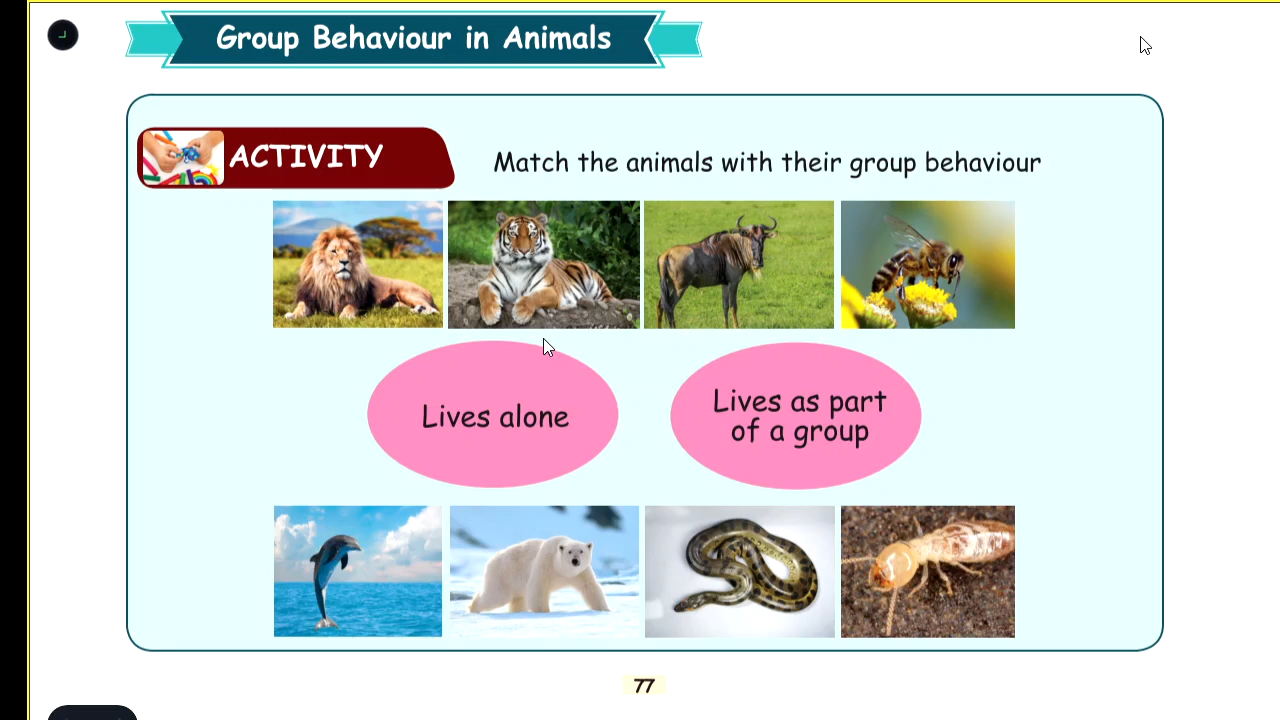 Group Behaviour in Animals
ACTIVITY
Match the animals with their group behaviour
Lives alone
Lives as part
of a group
77